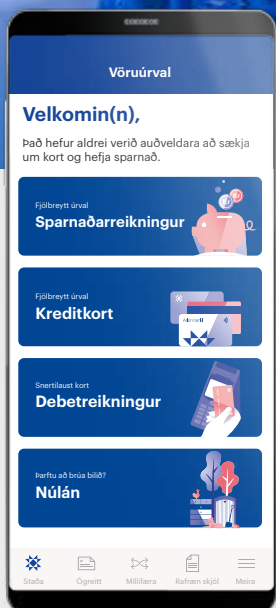 Vöruúrval
Velkomin(n),
Það hefur aldrei verið auðveldara að sækja
um kort og hefja sparnað.
Fjölbreytt úrval
Sparnaðarreikningur
Fjölbreytt úrval
Kreditkort
Snertilaust kort
Debetreikningur
Þarftu að brúa bilið?
Núlán
Staða
Ógreitt
Millifæra
Rafræn skjöl
Meira